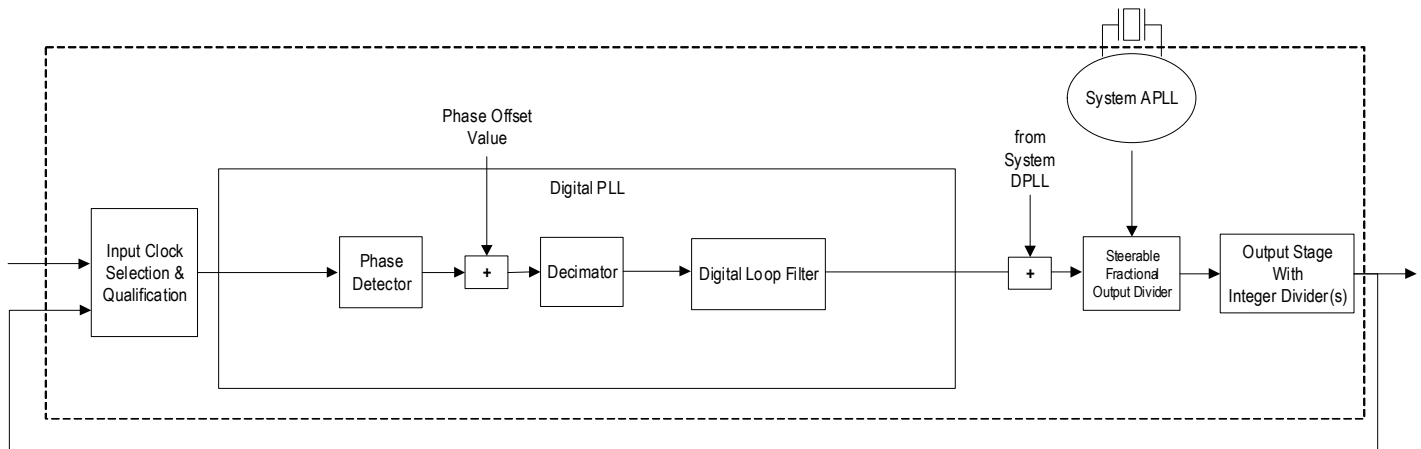 System APLL
Phase Offset
Value
from
System
DPLL
Digital PLL
Input Clock
Selection &
Qualification
Phase
Detector
+
Decimator
Digital Loop Filter
+
Steerable
Fractional
Output Divider
Output Stage
With
Integer Divider(s)